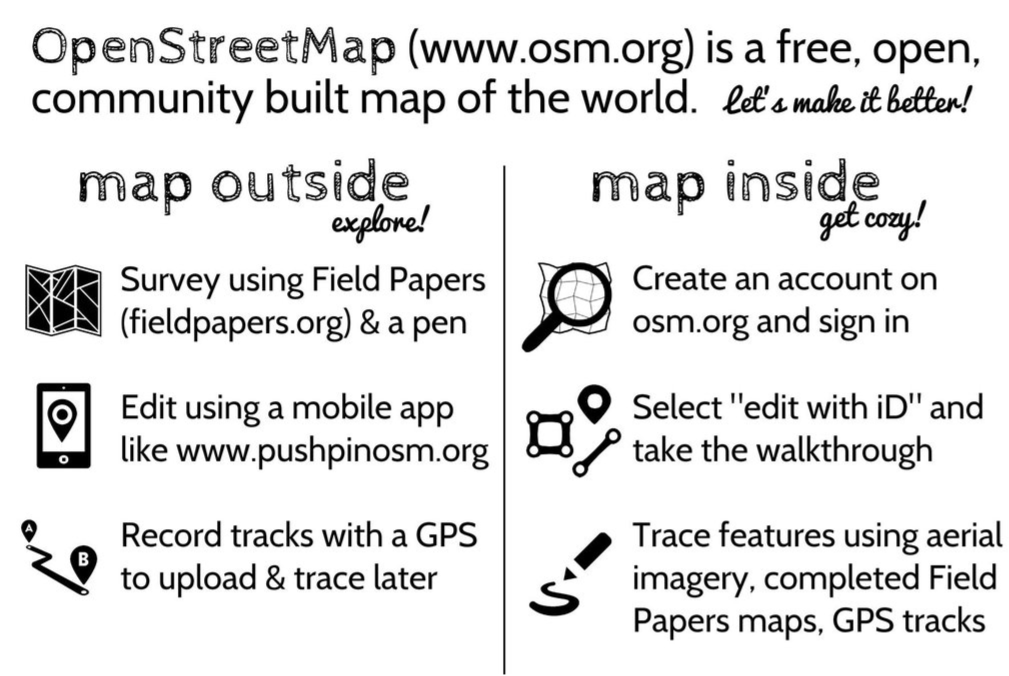 OpenStreetMap (www.osm.org) is a free, open,
community built map of the world. Let's make it better!
map outside
explore!
Survey using Field Papers
(fieldpapers.org) & a pen
Edit using a mobile app
like www.pushpinosm.org
A
B
Record tracks with a GPS
to upload & trace later
map inside
get cozy!
Create an account on
osm.org and sign in
Select "edit with iD" and
take the walkthrough
Trace features using aerial
imagery, completed Field
Papers maps, GPS tracks